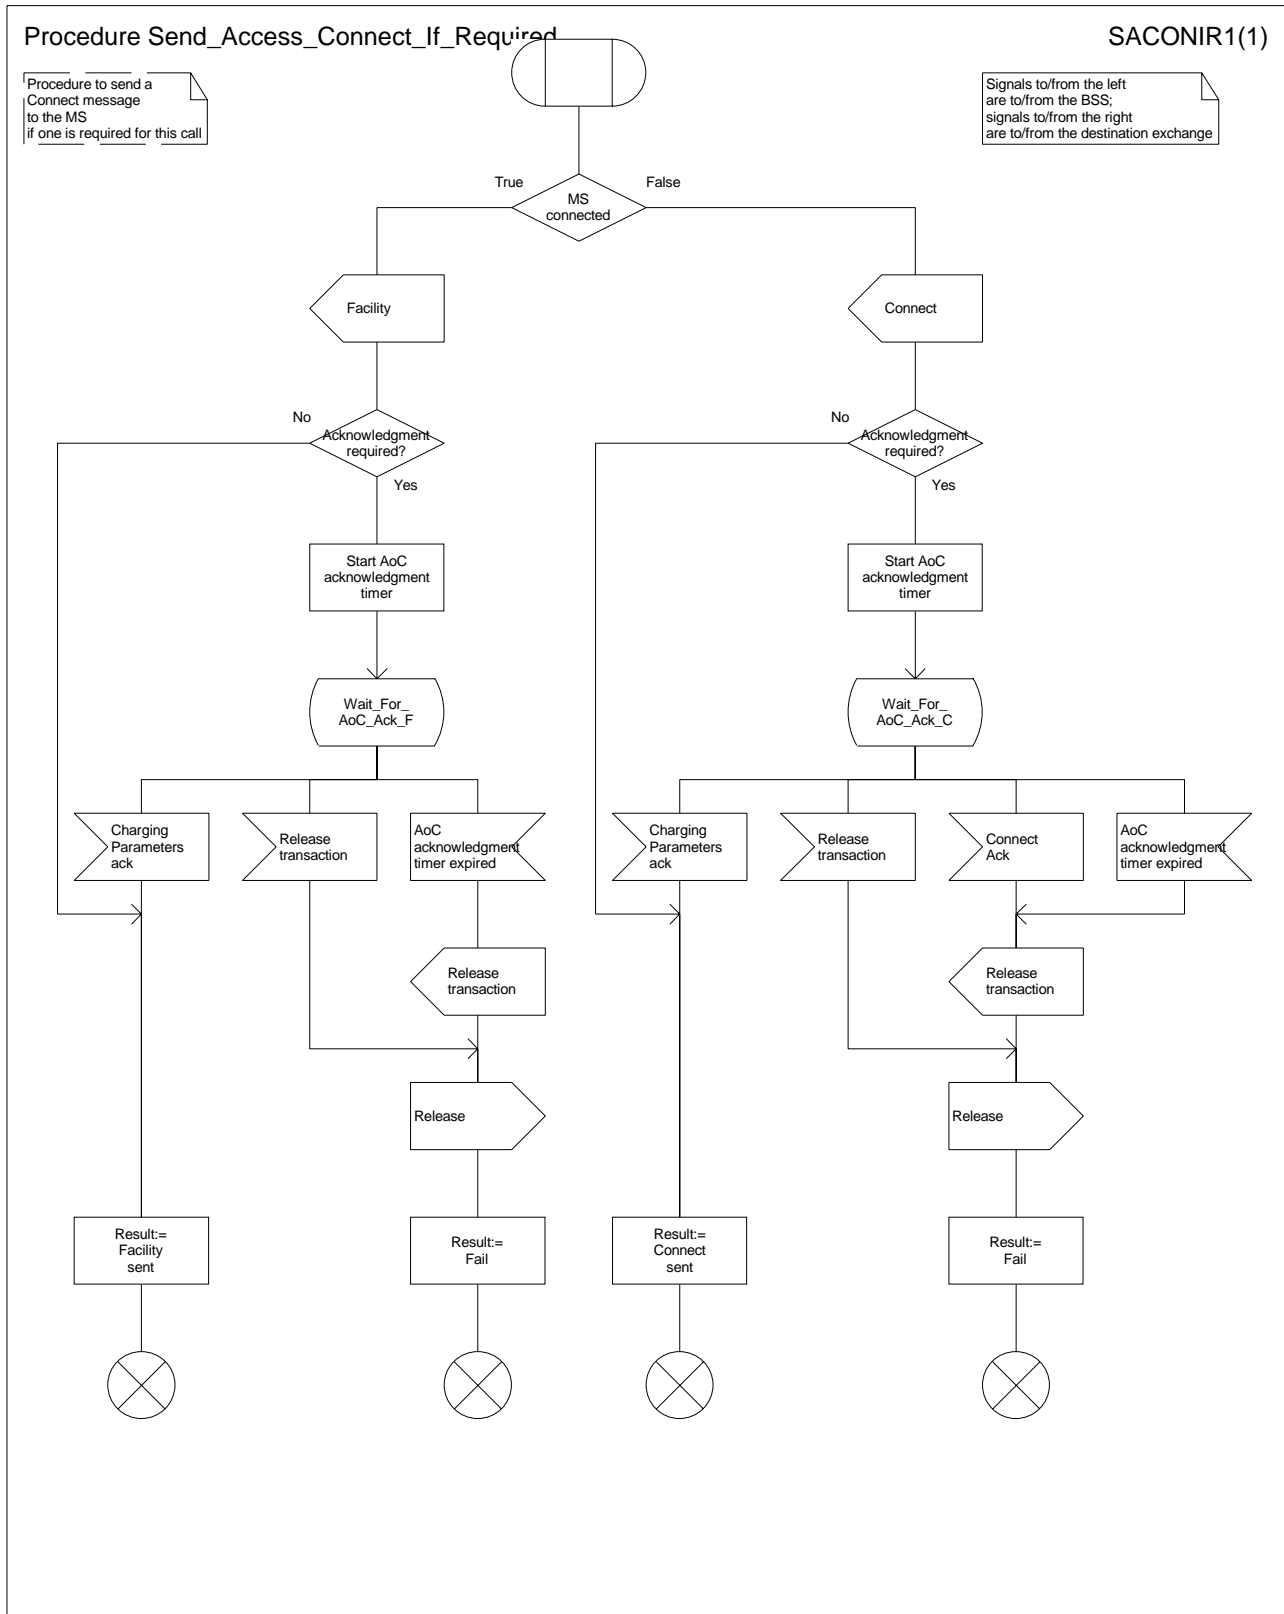 Procedure Send_Access_Connect_If_Required
SACONIR1(1)
Procedure to send a
Connect message
to the MS
if one is required for this call
Signals to/from the left
are to/from the BSS;
signals to/from the right
are to/from the destination exchange
True
False
MS
connected
Facility
Connect
No
Acknowledgment
required?
Yes
No
Acknowledgment
required?
Yes
Start AoC
acknowledgment
timer
Start AoC
acknowledgment
timer
Wait_For_
AoC_Ack_F
Wait_For_
AoC_Ack_C
Charging
Parameters
ack
Release
transaction
AoC
acknowledgment
timer expired
Charging
Parameters
ack
Release
transaction
Connect
Ack
AoC
acknowledgment
timer expired
Release
transaction
Release
transaction
Release
Release
Result:=
Facility
sent
Result:=
Fail
Result:=
Connect
sent
Result:=
Fail